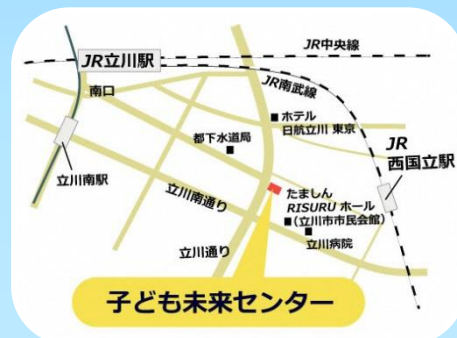 JR中央線
JR立川駅
JR南武線
南口
ホテル
日航立川 東京
都下水道局
JR
西国立駅
立川南駅
たましん
RISURU ホール
(立川市市民会館)
立川南通り
立川病院
立川通り
子ども未来センター